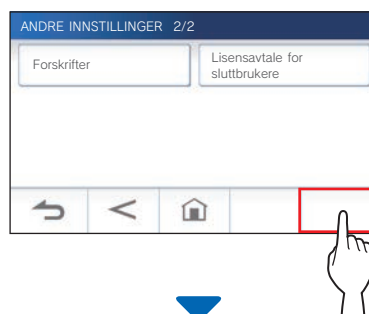 ANDRE INNSTILLINGER 2/2
Forskrifter
Lisensavtale for
sluttbrukere